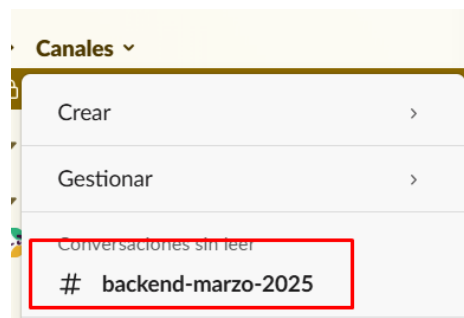 Canales
Crear
Gestionar
Conversaciones sin leer
# backend-marzo-2025